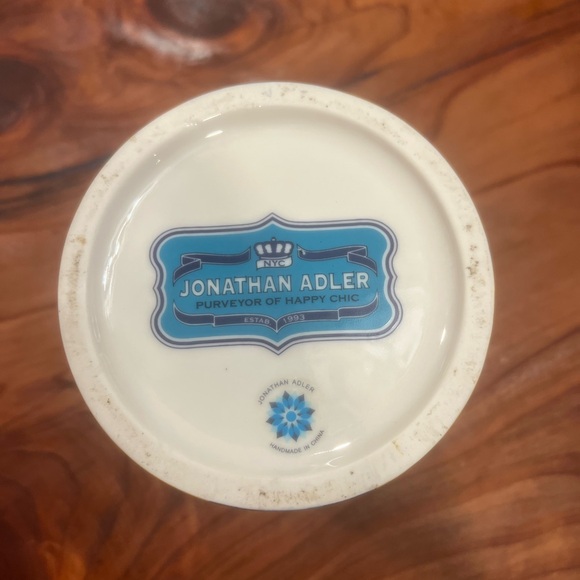 NYC
JONATHAN ADLER
PURVEYOR OF HAPPY CHIC
ESTAB 1993
JONATHAN ADLER
HANDMADE IN CHINA